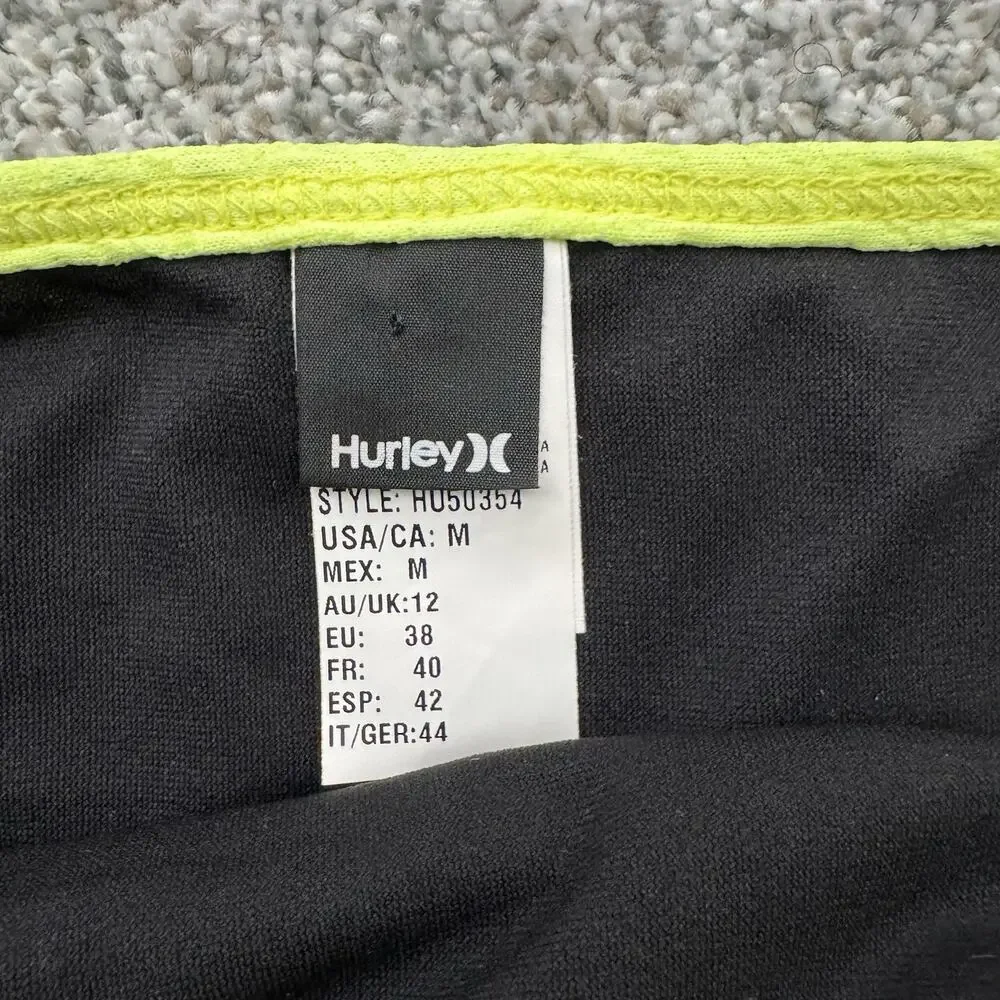 Hurley
A
A
STYLE: HU50354
USA/CA: M
MEX: M
AU/UK:12
EU: 38
FR: 40
ESP: 42
IT/GER:44